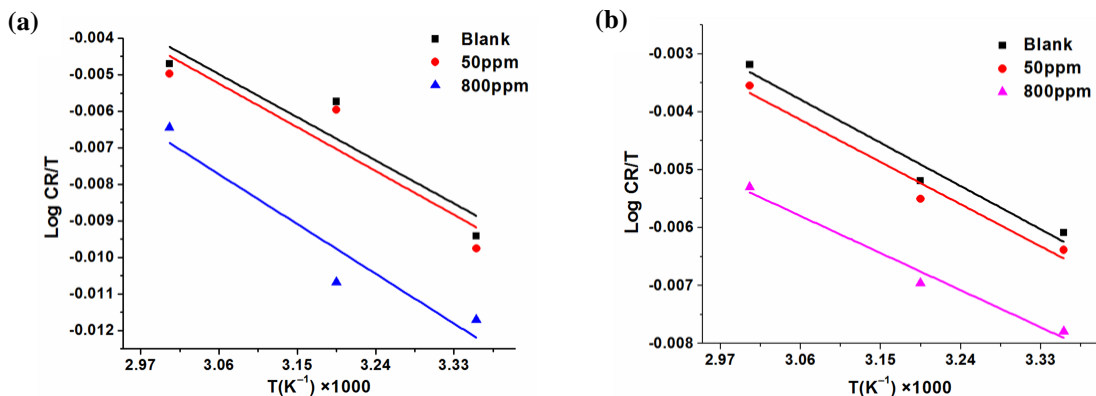 (a)
Log CR/T
-0.004
-0.005
-0.006
-0.007
-0.008
-0.009
-0.010
-0.011
-0.012
Blank
50ppm
800ppm
2.97 3.06 3.15 3.24 3.33
T(K⁻¹) ×1000
(b)
Log CR/T
-0.003
-0.004
-0.005
-0.006
-0.007
-0.008
Blank
50ppm
800ppm
2.97 3.06 3.15 3.24 3.33
T(K⁻¹) ×1000